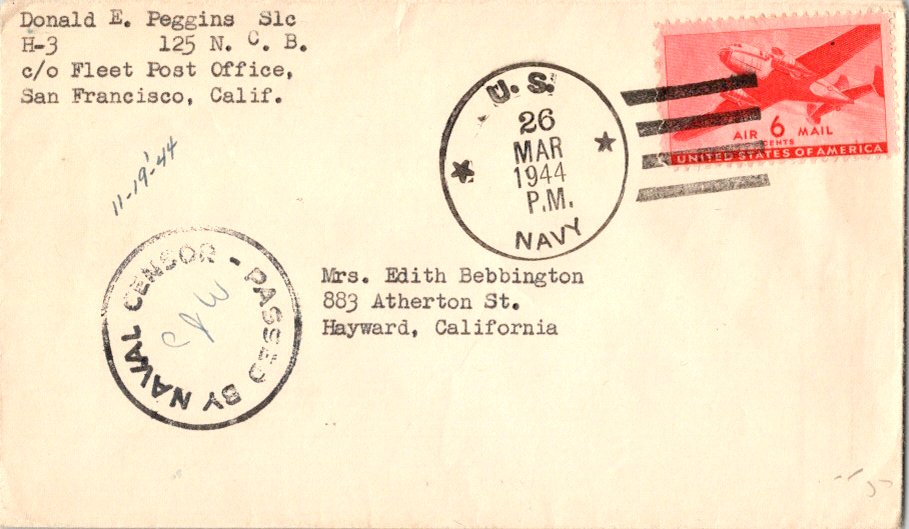 Donald E. Peggins Slc
H-3 125 N. C. B.
c/o Fleet Post Office,
San Francisco, Calif.
U.S.
26
MAR
1944
P.M.
NAVY
AIR 6 MAIL
CENTS
UNITED STATES OF AMERICA
11-19-'44
PASSED BY NAVAL CENSOR -
Mrs. Edith Bebbington
883 Atherton St.
Hayward, California